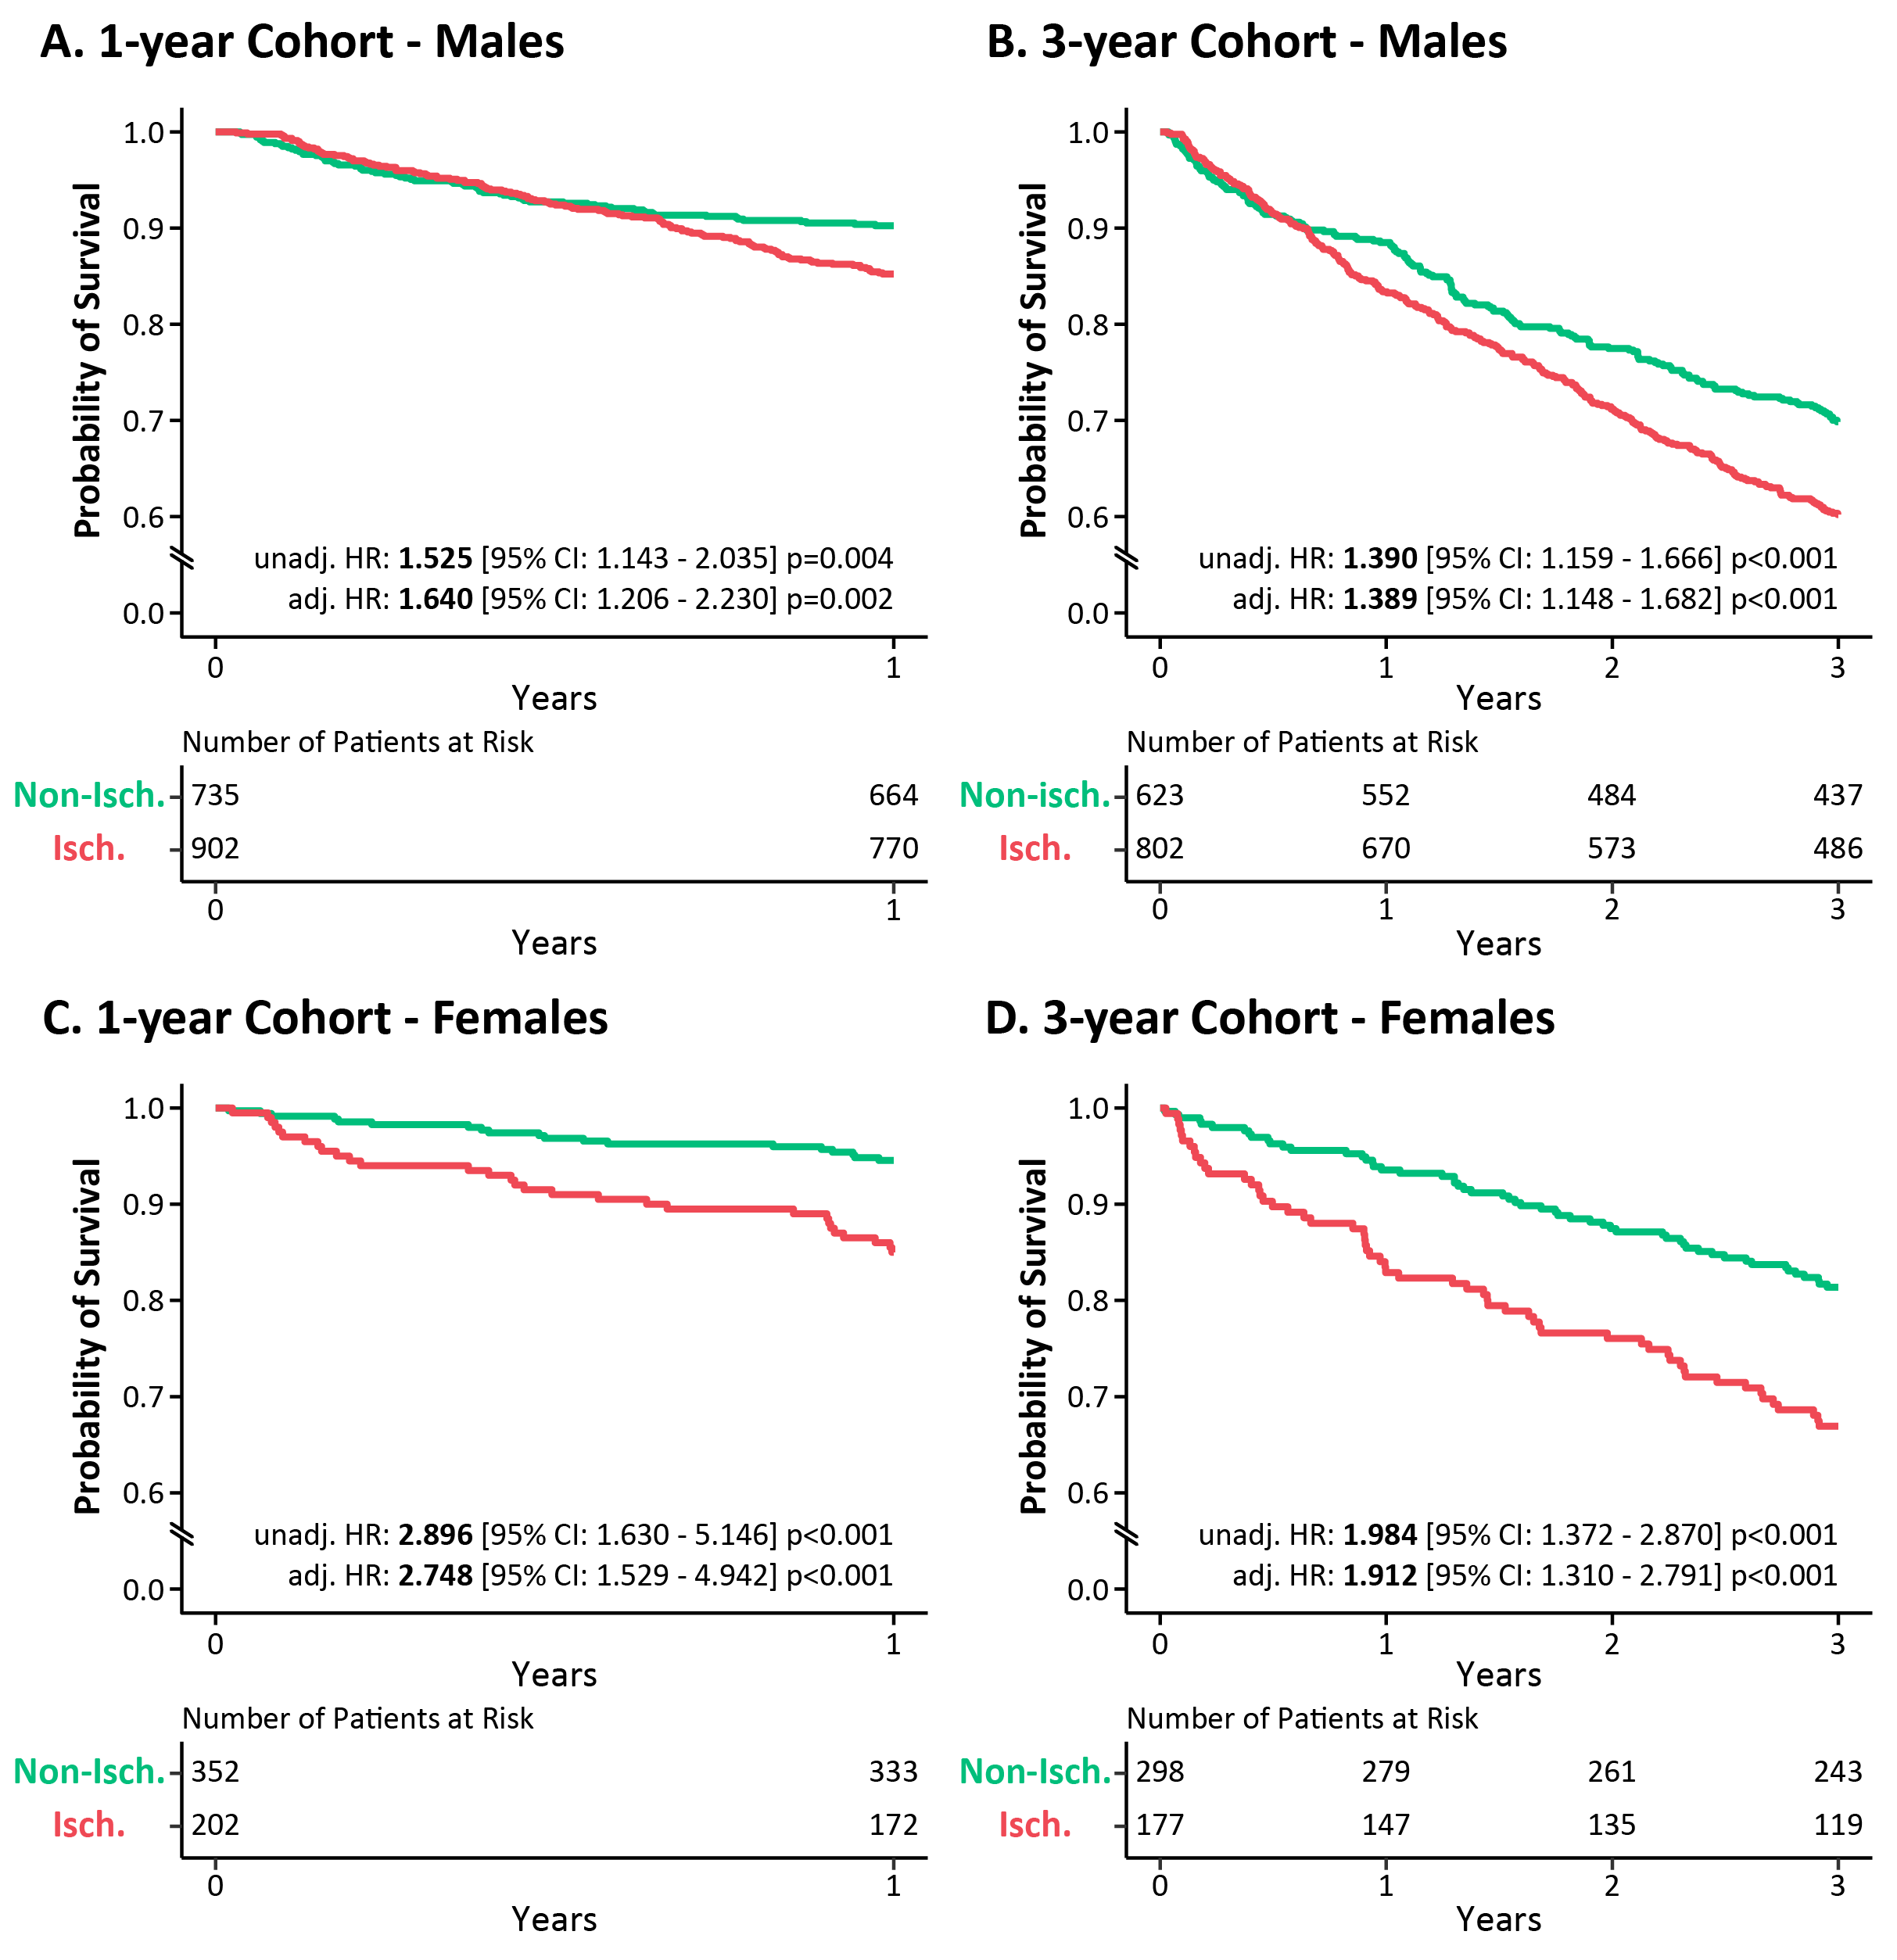 A. 1-year Cohort - Males
Probability of Survival
1.0
0.9
0.8
0.7
0.6
0.0
unadj. HR: 1.525 [95% CI: 1.143 - 2.035] p=0.004
adj. HR: 1.640 [95% CI: 1.206 - 2.230] p=0.002
0 1
Years
Number of Patients at Risk
Non-Isch. 735 664
Isch. 902 770
0 1
Years
B. 3-year Cohort - Males
Probability of Survival
1.0
0.9
0.8
0.7
0.6
0.0
unadj. HR: 1.390 [95% CI: 1.159 - 1.666] p<0.001
adj. HR: 1.389 [95% CI: 1.148 - 1.682] p<0.001
0 1 2 3
Years
Number of Patients at Risk
Non-isch. 623 552 484 437
Isch. 802 670 573 486
0 1 2 3
Years
C. 1-year Cohort - Females
Probability of Survival
1.0
0.9
0.8
0.7
0.6
0.0
unadj. HR: 2.896 [95% CI: 1.630 - 5.146] p<0.001
adj. HR: 2.748 [95% CI: 1.529 - 4.942] p<0.001
0 1
Years
Number of Patients at Risk
Non-Isch. 352 333
Isch. 202 172
0 1
Years
D. 3-year Cohort - Females
Probability of Survival
1.0
0.9
0.8
0.7
0.6
0.0
unadj. HR: 1.984 [95% CI: 1.372 - 2.870] p<0.001
adj. HR: 1.912 [95% CI: 1.310 - 2.791] p<0.001
0 1 2 3
Years
Number of Patients at Risk
Non-Isch. 298 279 261 243
Isch. 177 147 135 119
0 1 2 3
Years